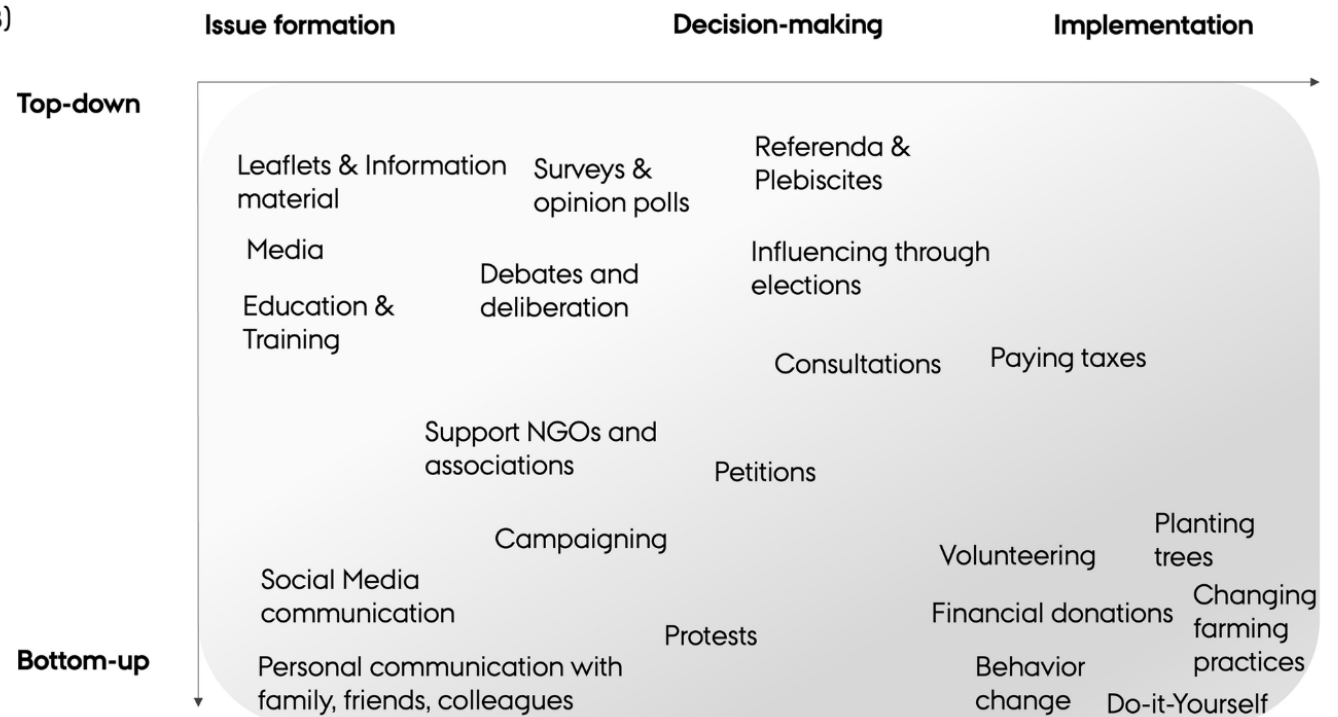 3)
Issue formation
Decision-making
Implementation
Top-down
Leaflets & Information
material
Surveys &
opinion polls
Referenda &
Plebiscites
Media
Education &
Training
Debates and
deliberation
Influencing through
elections
Consultations
Paying taxes
Support NGOs and
associations
Petitions
Campaigning
Volunteering
Planting
trees
Social Media
communication
Protests
Financial donations
Changing
farming
practices
Bottom-up
Personal communication with
family, friends, colleagues
Behavior
change
Do-it-Yourself